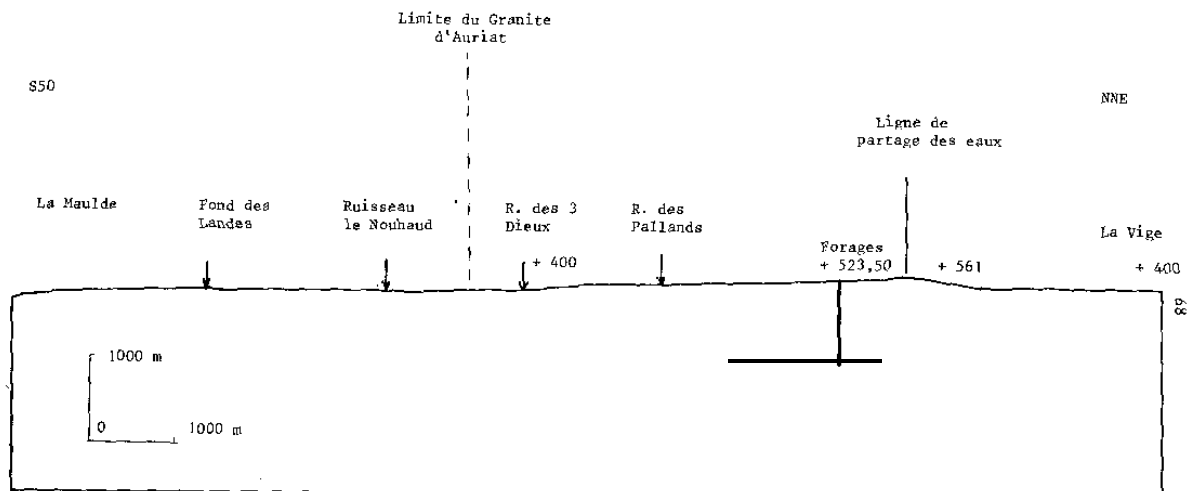 Limite du Granite
d'Auriat
S50
NNE
Ligne de
partage des eaux
La Maulde
Fond des
Landes
Ruisseau
le Nouhaud
R. des 3
Dieux
R. des
Pallands
La Vige
Forages
+ 400
+ 523,50
+ 561
+ 400
68
1000 m
0
1000 m